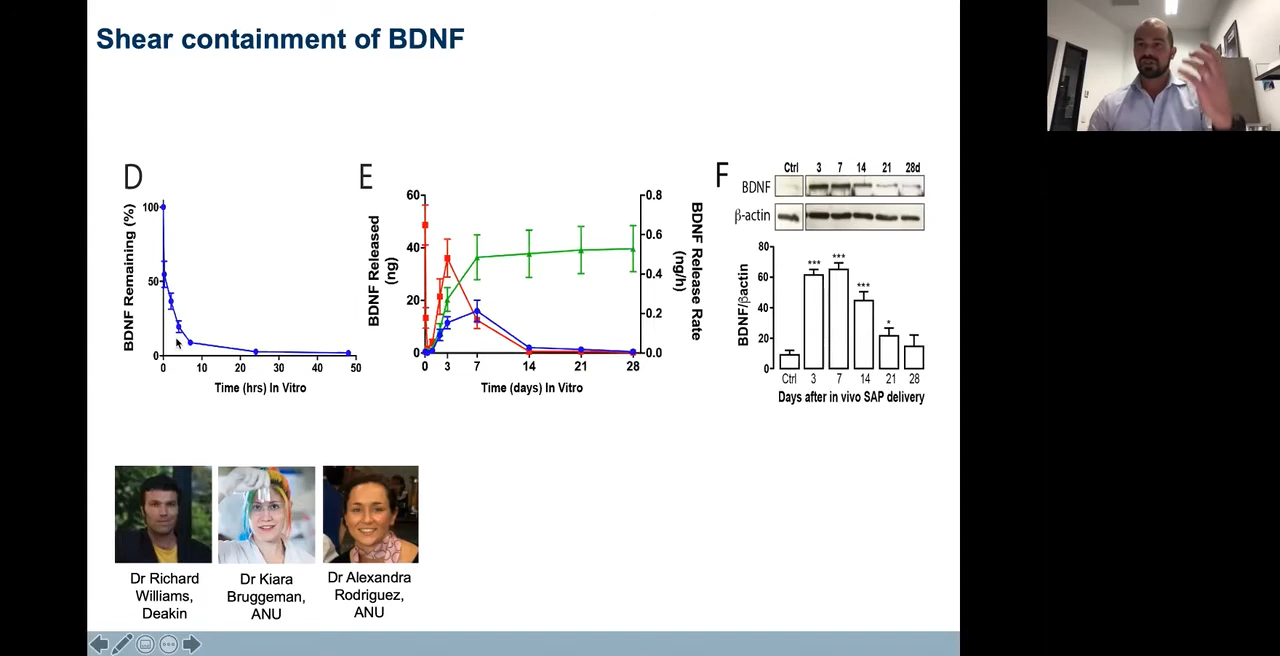 Shear containment of BDNF
D
BDNF Remaining (%)
100
50
0
0 10 20 30 40 50
Time (hrs) In Vitro
E
BDNF Released
(ng)
60
40
20
0
0 3 7 14 21 28
Time (days) In Vitro
0.8
0.6
0.4
0.2
0.0
BDNF Release Rate
(ng/h)
F
Ctrl 3 7 14 21 28d
BDNF
β-actin
BDNF/βactin
80
60
40
20
0
*** *** *** *
Ctrl 3 7 14 21 28
Days after in vivo SAP delivery
Dr Richard
Williams,
Deakin
Dr Kiara
Bruggeman,
ANU
Dr Alexandra
Rodriguez,
ANU